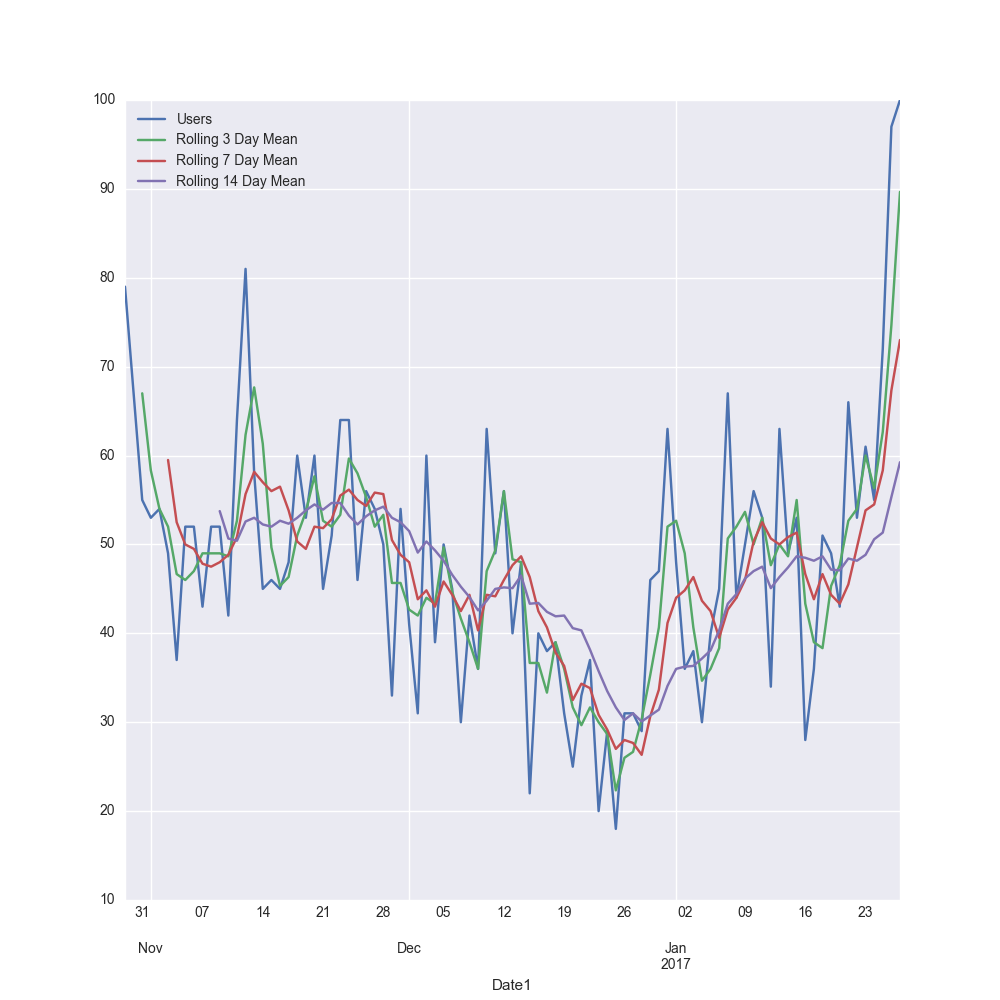 100
90
80
70
60
50
40
30
20
10
Users
Rolling 3 Day Mean
Rolling 7 Day Mean
Rolling 14 Day Mean
31 07 14 21 28 05 12 19 26 02 09 16 23
Nov Dec Jan
2017
Date1